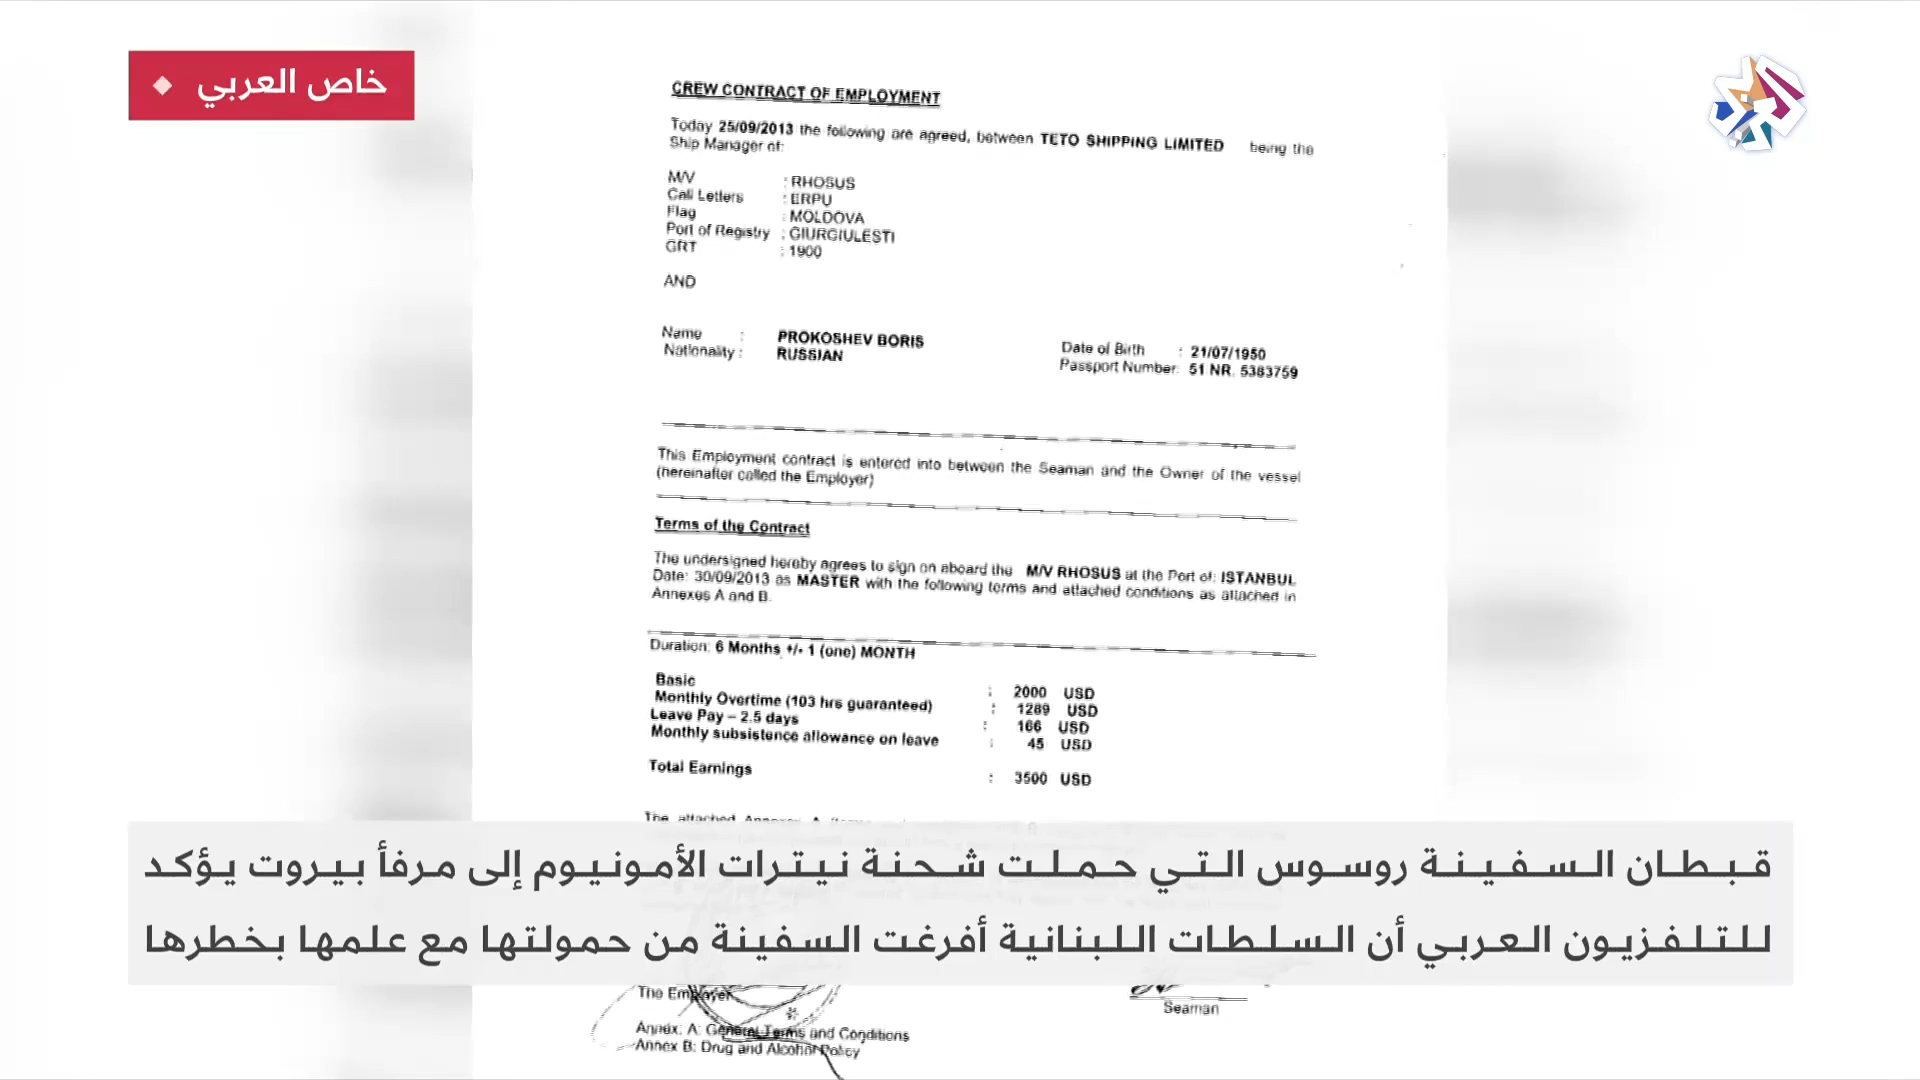 خاص العربي
CREW CONTRACT OF EMPLOYMENT
Today 25/09/2013 the following are agreed, between TETO SHIPPING LIMITED being the
Ship Manager of:
M/V : RHOSUS
Call Letters : ERPU
Flag : MOLDOVA
Port of Registry : GIURGIULESTI
GRT : 1900
AND
Name : PROKOSHEV BORIS
Nationality : RUSSIAN
Date of Birth : 21/07/1950
Passport Number: 51 NR. 5383759
This Employment contract is entered into between the Seaman and the Owner of the vessel
(hereinafter called the Employer)
Terms of the Contract
The undersigned hereby agrees to sign on aboard the M/V RHOSUS at the Port of: ISTANBUL
Date: 30/09/2013 as MASTER with the following terms and attached conditions as attached in
Annexes A and B.
Duration: 6 Months +/- 1 (one) MONTH
Basic : 2000 USD
Monthly Overtime (103 hrs guaranteed) : 1289 USD
Leave Pay – 2.5 days : 166 USD
Monthly subsistence allowance on leave : 45 USD
Total Earnings : 3500 USD
The attached
قبطان السفينة روسوس التي حملت شحنة نيترات الأمونيوم إلى مرفأ بيروت يؤكد
للتلفزيون العربي أن السلطات اللبنانية أفرغت السفينة من حمولتها مع علمها بخطرها
The Employer
Seaman
Annex: A: General Terms and Conditions
Annex B: Drug and Alcohol Policy